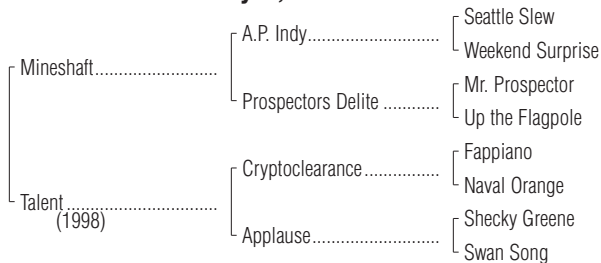 Seattle Slew
A.P. Indy
Weekend Surprise
Mineshaft
Mr. Prospector
Prospectors Delite
Up the Flagpole
Fappiano
Cryptoclearance
Naval Orange
Talent
(1998)
Shecky Greene
Applause
Swan Song